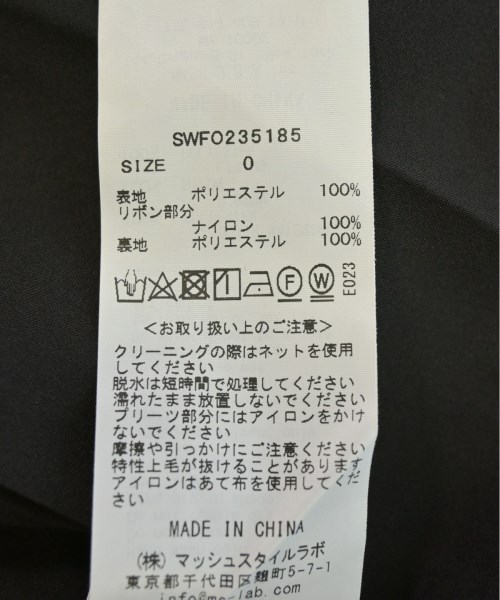 SWFO235185
SIZE 0
表地 ポリエステル 100%
リボン部分
ナイロン 100%
裏地 ポリエステル 100%
F W E023
<お取り扱い上のご注意>
クリーニングの際はネットを使用
してください
脱水は短時間で処理してください
濡れたまま放置しないでください
プリーツ部分にはアイロンをかけ
ないでください
摩擦や引っかけにご注意ください
特性上毛が抜けることがあります
アイロンはあて布を使用してくだ
さい
MADE IN CHINA
(株) マッシュスタイルラボ
東京都千代田区麹町5-7-1